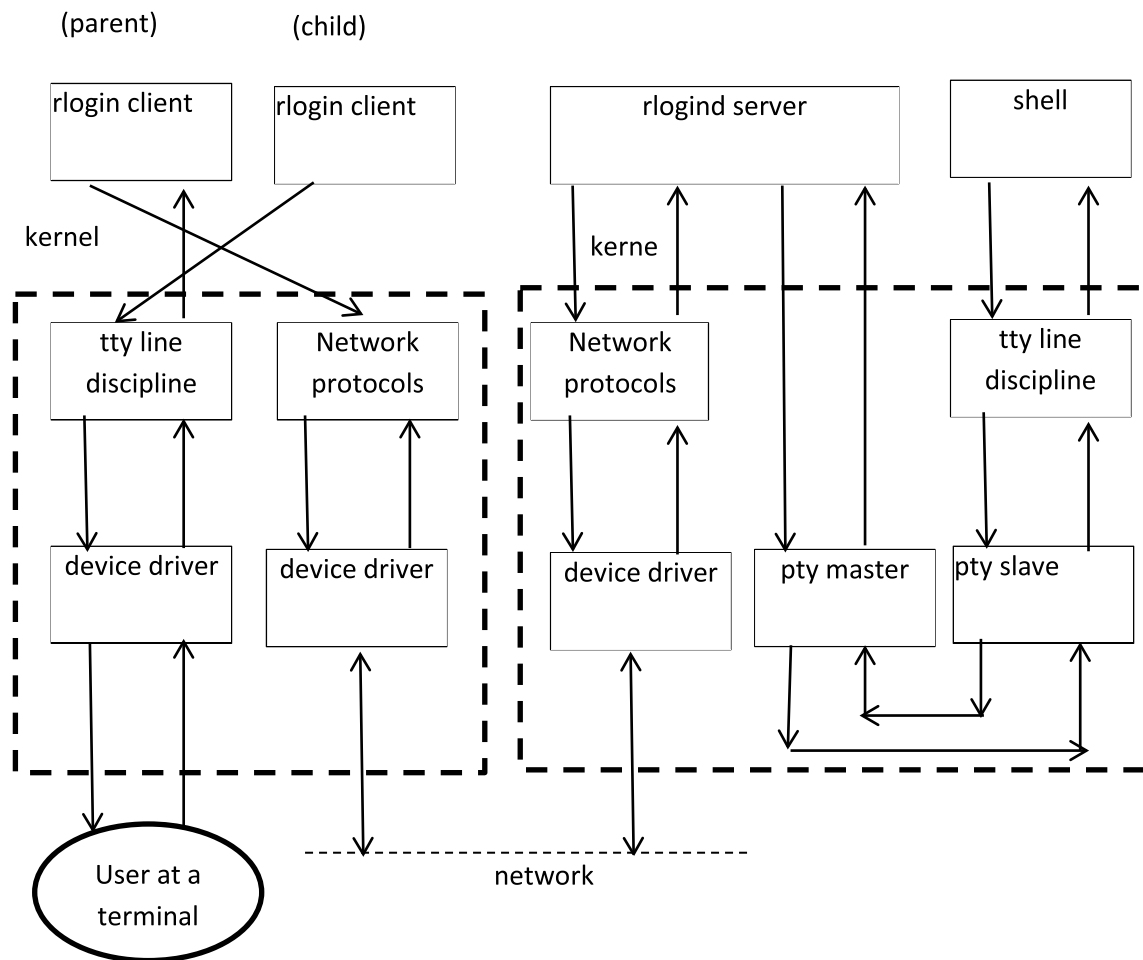 (parent)
(child)
rlogin client
rlogin client
rlogind server
shell
kernel
kerne
tty line
discipline
Network
protocols
Network
protocols
tty line
discipline
device driver
device driver
device driver
pty master
pty slave
User at a
terminal
network